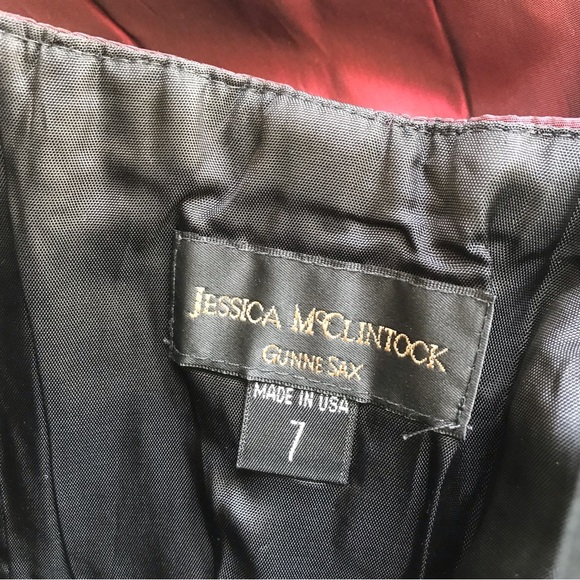 JESSICA McCLINTOCK
GUNNE SAX
MADE IN USA
7